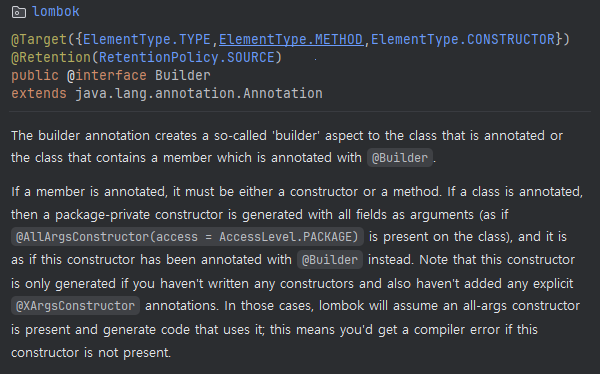 lombok
@Target({ElementType.TYPE,ElementType.METHOD,ElementType.CONSTRUCTOR})
@Retention(RetentionPolicy.SOURCE)
public @interface Builder
extends java.lang.annotation.Annotation
The builder annotation creates a so-called 'builder' aspect to the class that is annotated or
the class that contains a member which is annotated with @Builder.
If a member is annotated, it must be either a constructor or a method. If a class is annotated,
then a package-private constructor is generated with all fields as arguments (as if
@AllArgsConstructor(access = AccessLevel.PACKAGE) is present on the class), and it is
as if this constructor has been annotated with @Builder instead. Note that this constructor
is only generated if you haven't written any constructors and also haven't added any explicit
@XArgsConstructor annotations. In those cases, lombok will assume an all-args constructor
is present and generate code that uses it; this means you'd get a compiler error if this
constructor is not present.